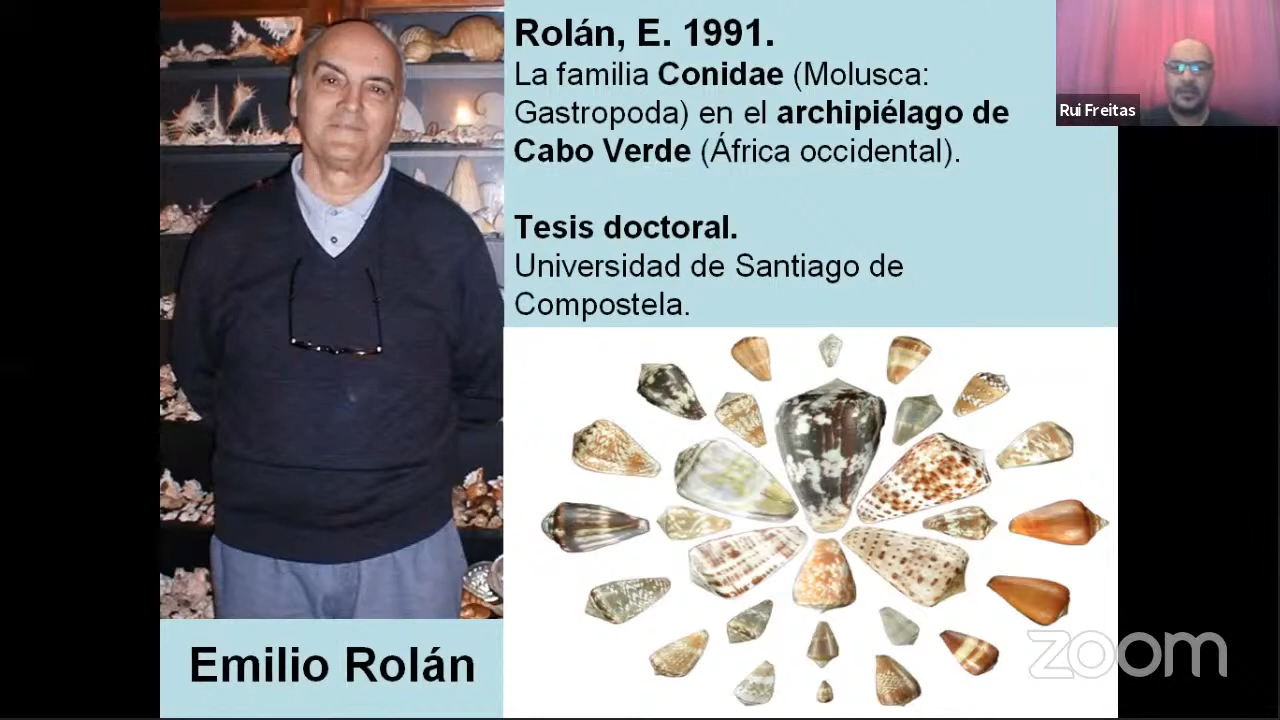 Rolán, E. 1991.
La familia Conidae (Molusca:
Gastropoda) en el archipiélago de
Cabo Verde (África occidental).
Tesis doctoral.
Universidad de Santiago de
Compostela.
Emilio Rolán
Rui Freitas
zoom